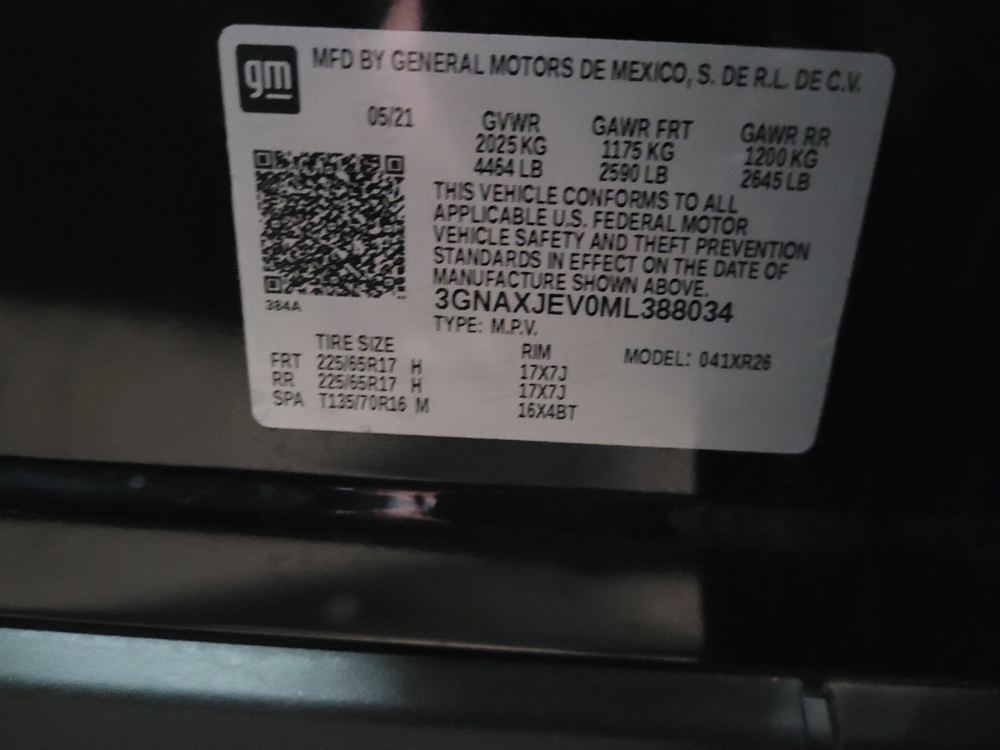 gm MFD BY GENERAL MOTORS DE MEXICO, S. DE R.L. DE C.V.
05/21 GVWR GAWR FRT GAWR RR
2025 KG 1175 KG 1200 KG
4464 LB 2590 LB 2645 LB
THIS VEHICLE CONFORMS TO ALL
APPLICABLE U.S. FEDERAL MOTOR
VEHICLE SAFETY AND THEFT PREVENTION
STANDARDS IN EFFECT ON THE DATE OF
MANUFACTURE SHOWN ABOVE.
384A
3GNAXJEV0ML388034
TYPE: M.P.V.
TIRE SIZE RIM MODEL: 041XR26
FRT 225/65R17 H 17X7J
RR 225/65R17 H 17X7J
SPA T135/70R16 M 16X4BT